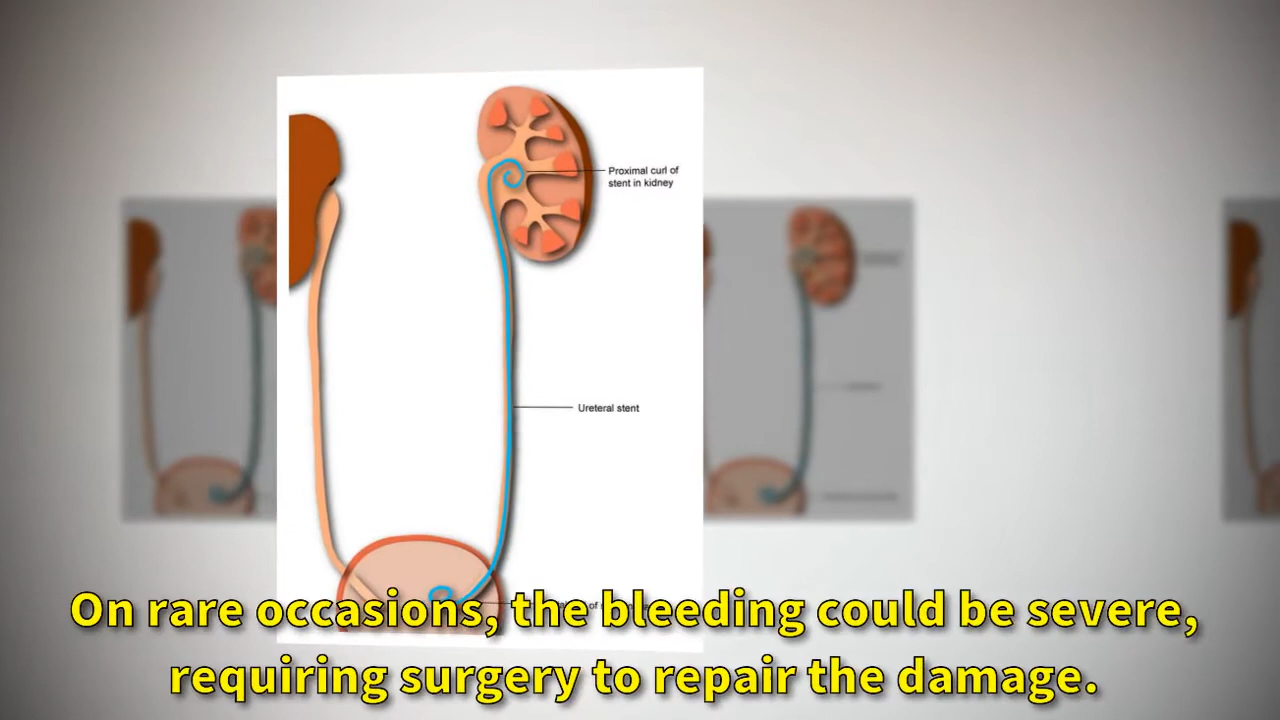 Proximal curl of
stent in kidney
Ureteral stent
On rare occasions, the bleeding could be severe,
requiring surgery to repair the damage.